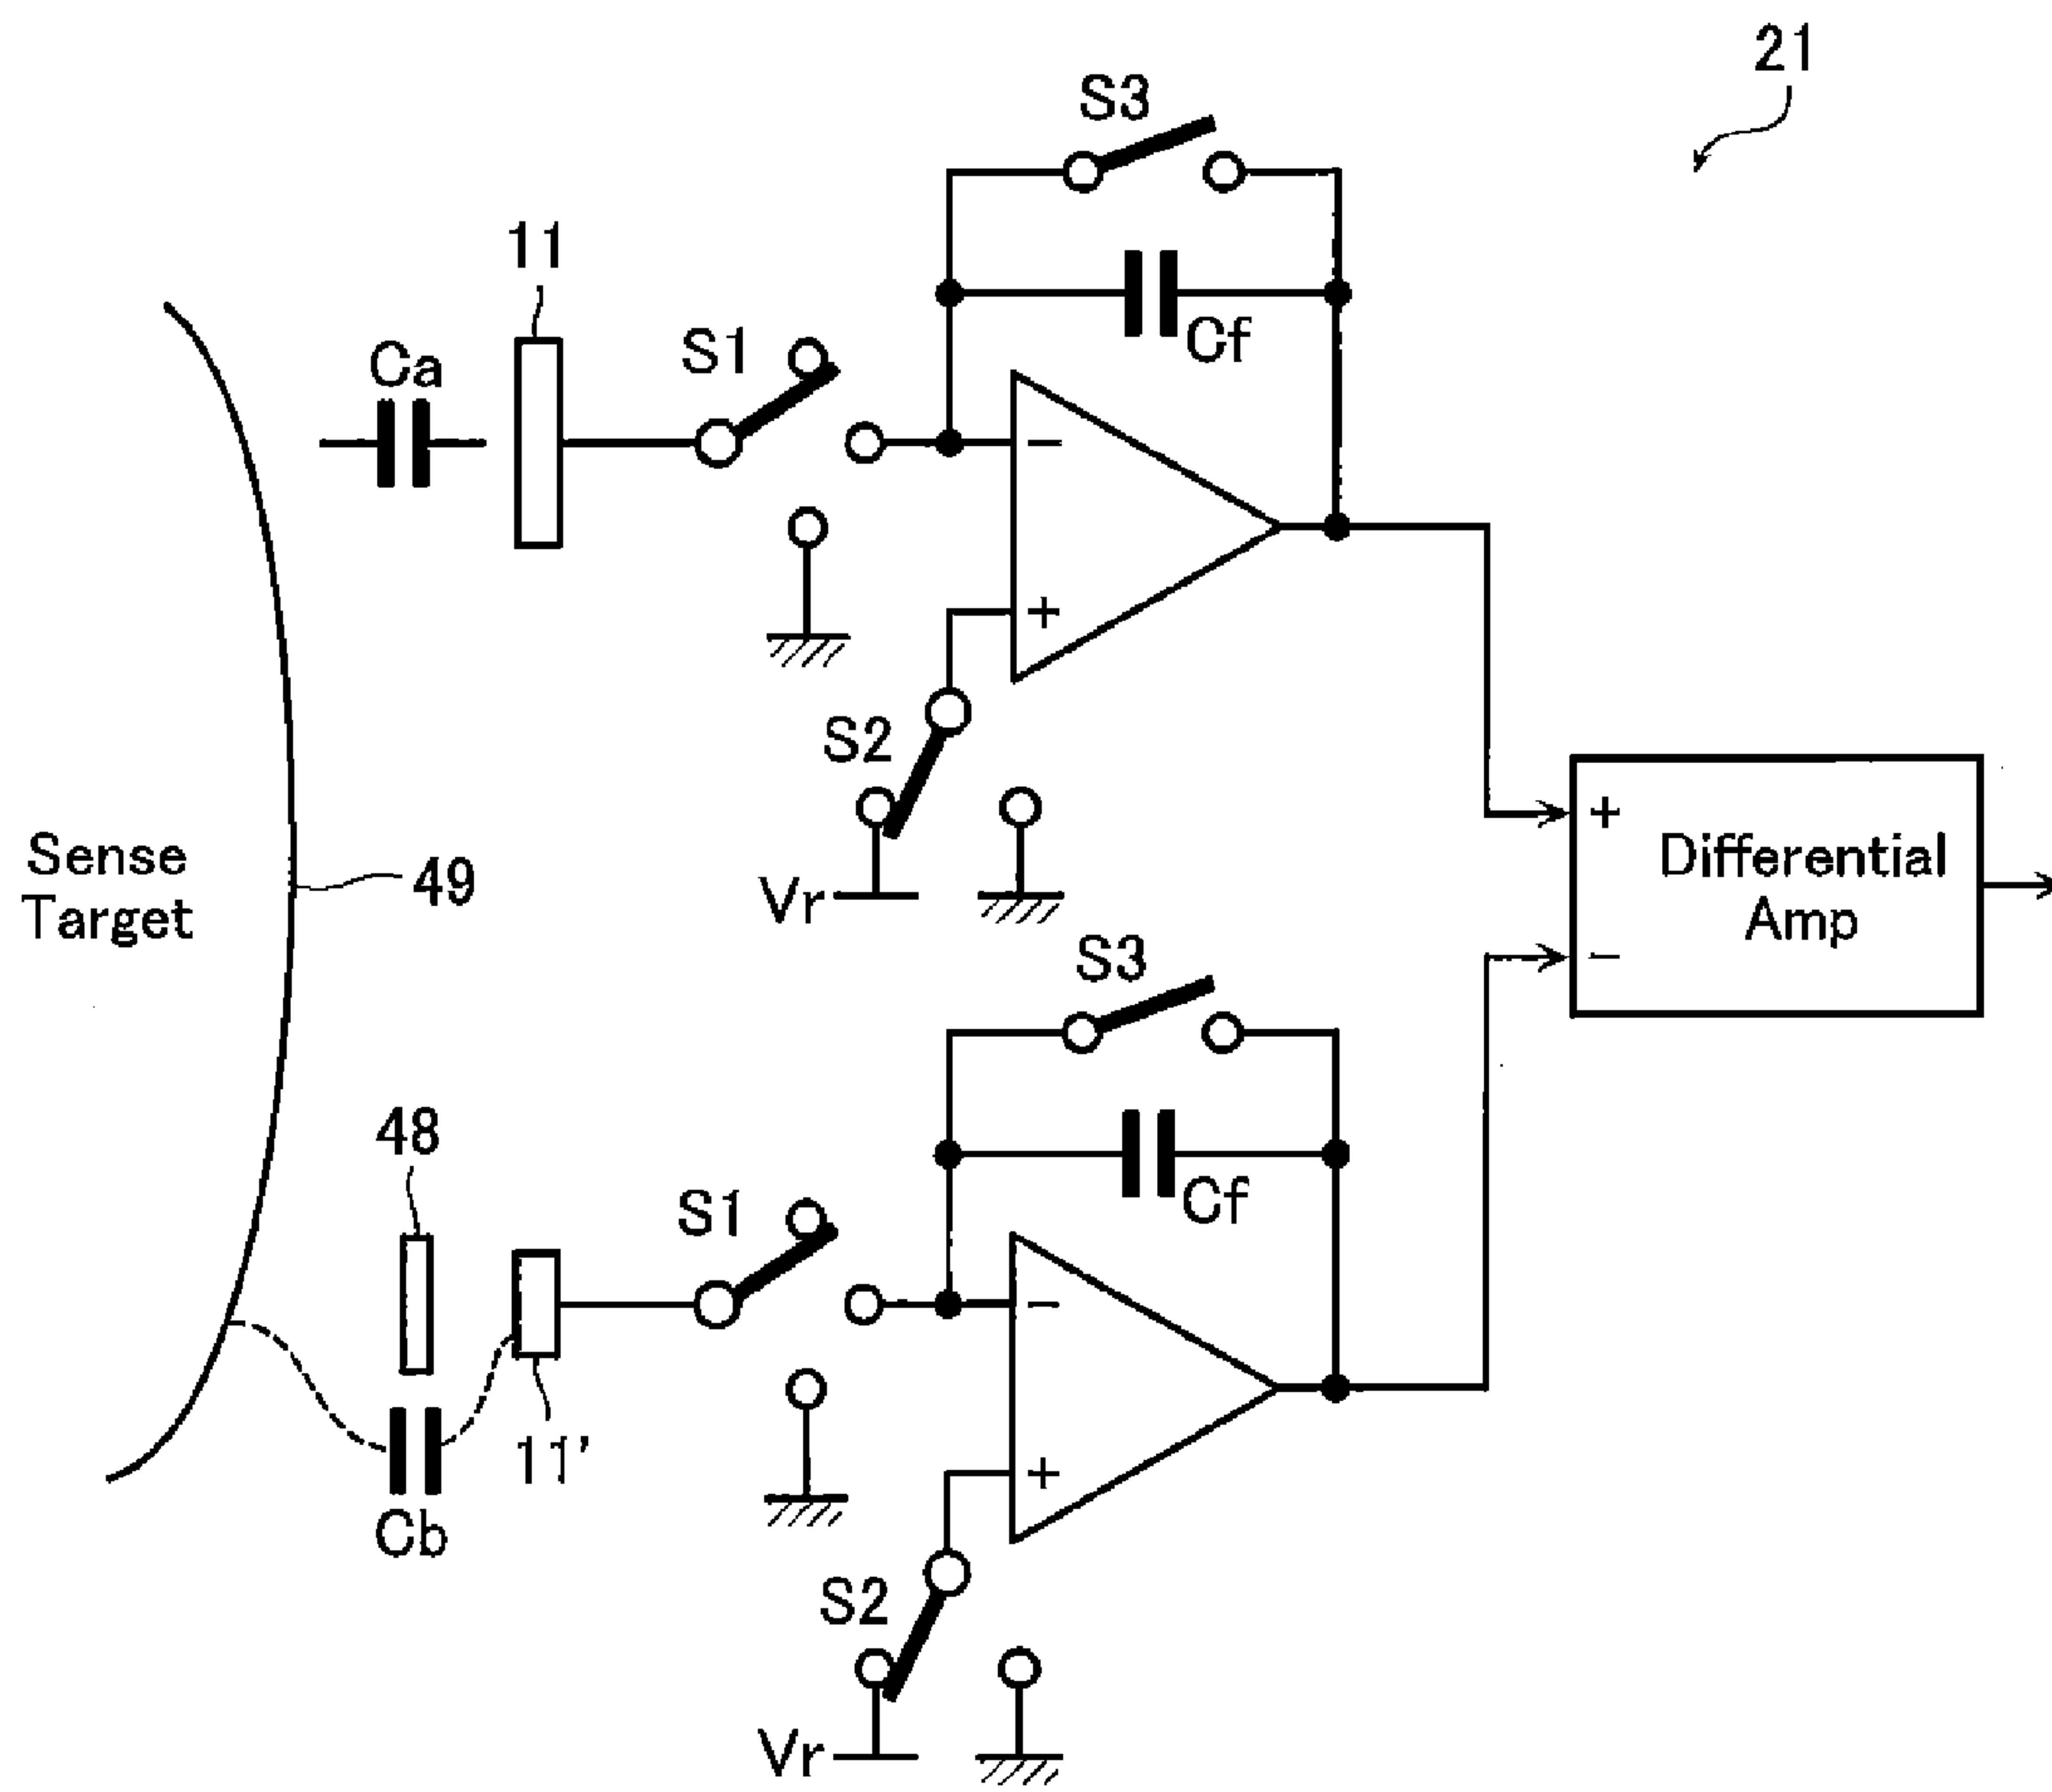 21
S3
11
S1
Ca
Cf
−
+
S2
Vr
Sense
Target
49
+
Differential
Amp
−
S3
48
S1
Cf
−
11'
+
Cb
S2
Vr